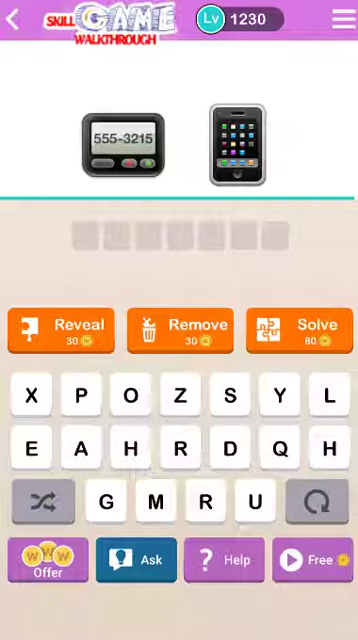 SKILL GAME Lv 1230
WALKTHROUGH
555-3215
Reveal Remove Solve
30 30 80
X P O Z S Y L
E A H R D Q H
G M R U
W W W
Offer Ask Help Free